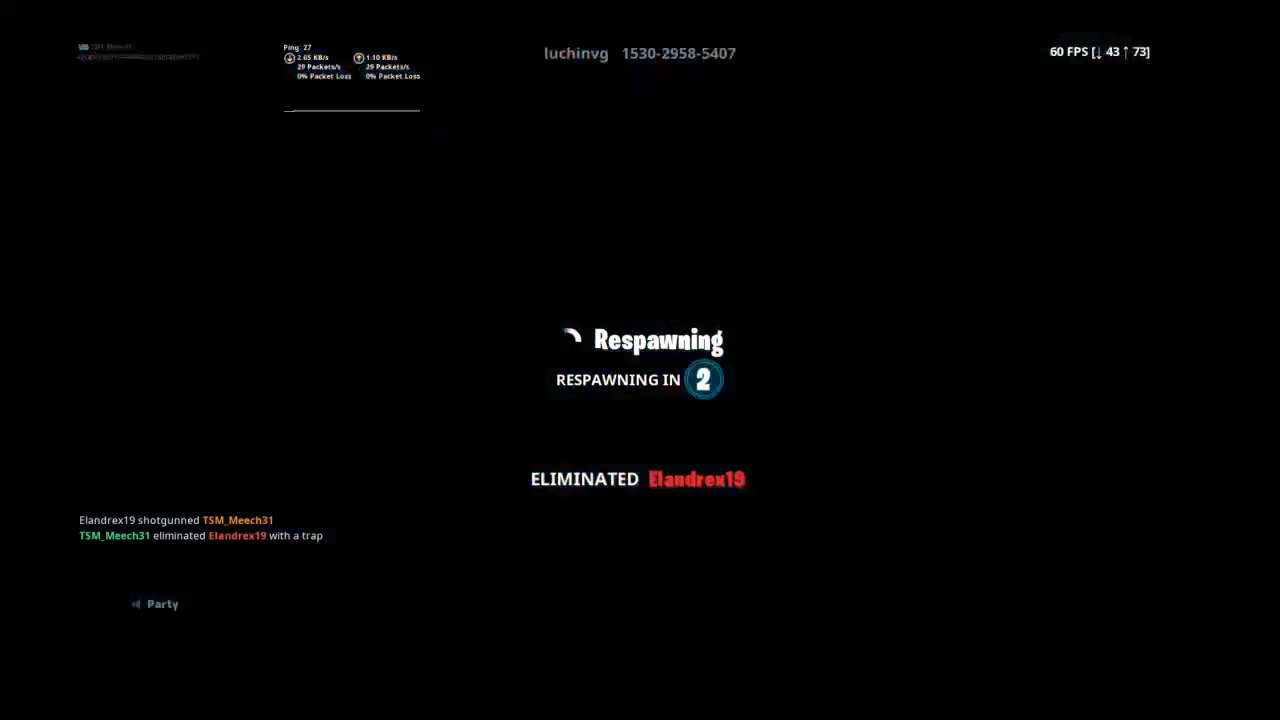 Ping: 27
2.65 KB/s 1.10 KB/s
29 Packets/s 29 Packets/s
0% Packet Loss 0% Packet Loss
luchinvg 1530-2958-5407
60 FPS [↓ 43 ↑ 73]
Respawning
RESPAWNING IN 2
ELIMINATED Elandrex19
Elandrex19 shotgunned TSM_Meech31
TSM_Meech31 eliminated Elandrex19 with a trap
Party